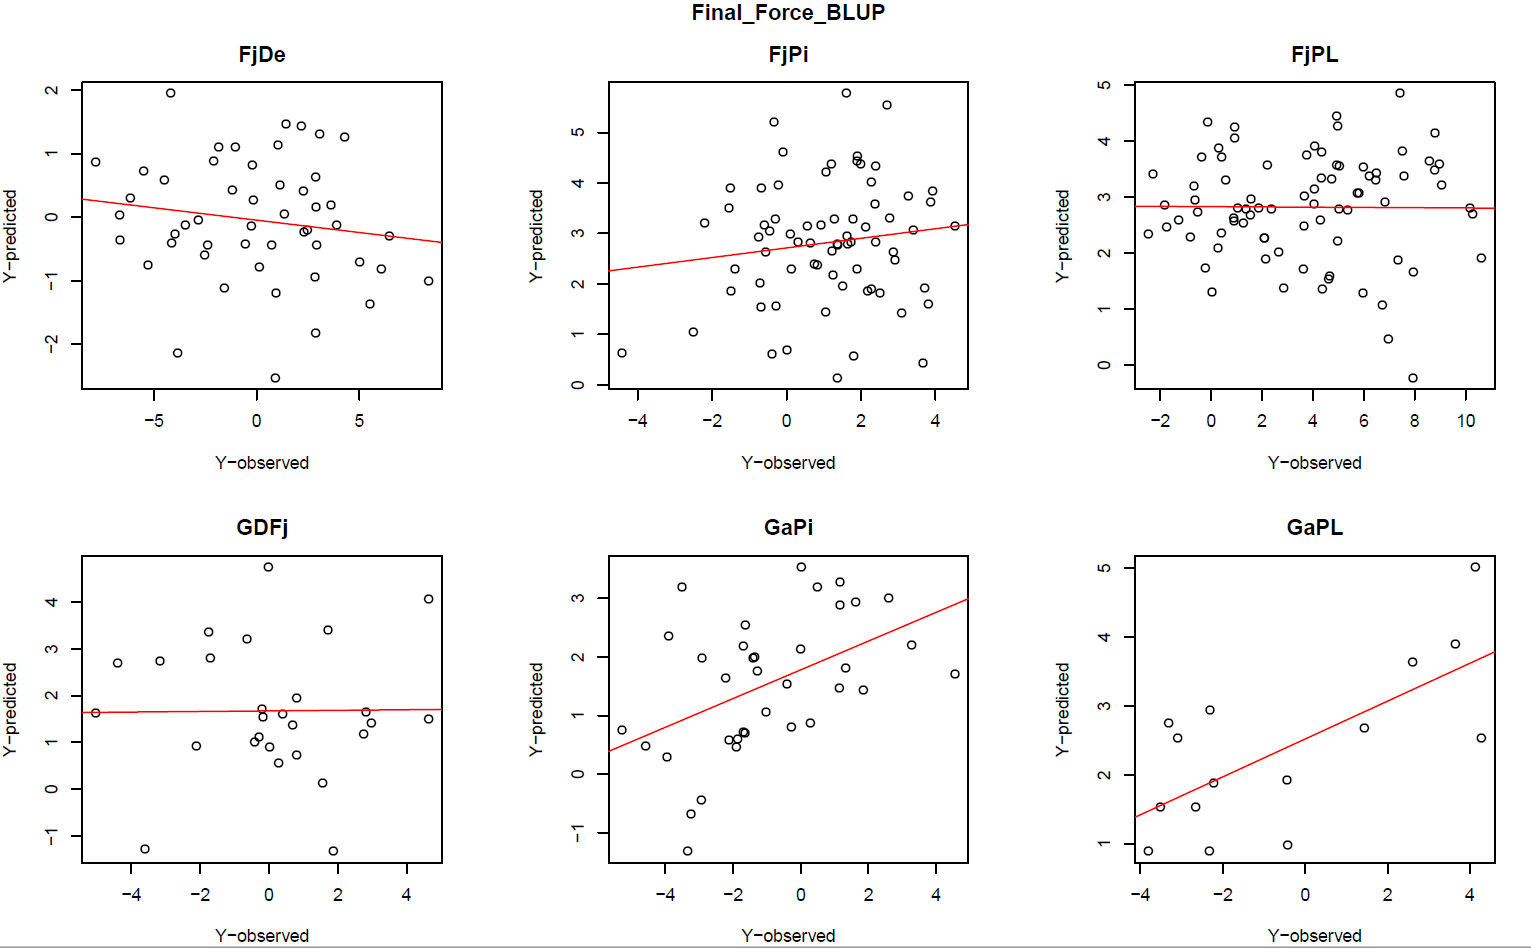 Final_Force_BLUP
FjDe
FjPi
FjPL
Y-predicted
2
1
0
−1
−2
−5 0 5
Y-observed
Y-predicted
5
4
3
2
1
0
−4 −2 0 2 4
Y-observed
Y-predicted
5
4
3
2
1
0
−2 0 2 4 6 8 10
Y-observed
GDFj
GaPi
GaPL
Y-predicted
4
3
2
1
0
−1
−4 −2 0 2 4
Y-observed
Y-predicted
3
2
1
0
−1
−4 −2 0 2 4
Y-observed
Y-predicted
5
4
3
2
1
−4 −2 0 2 4
Y-observed